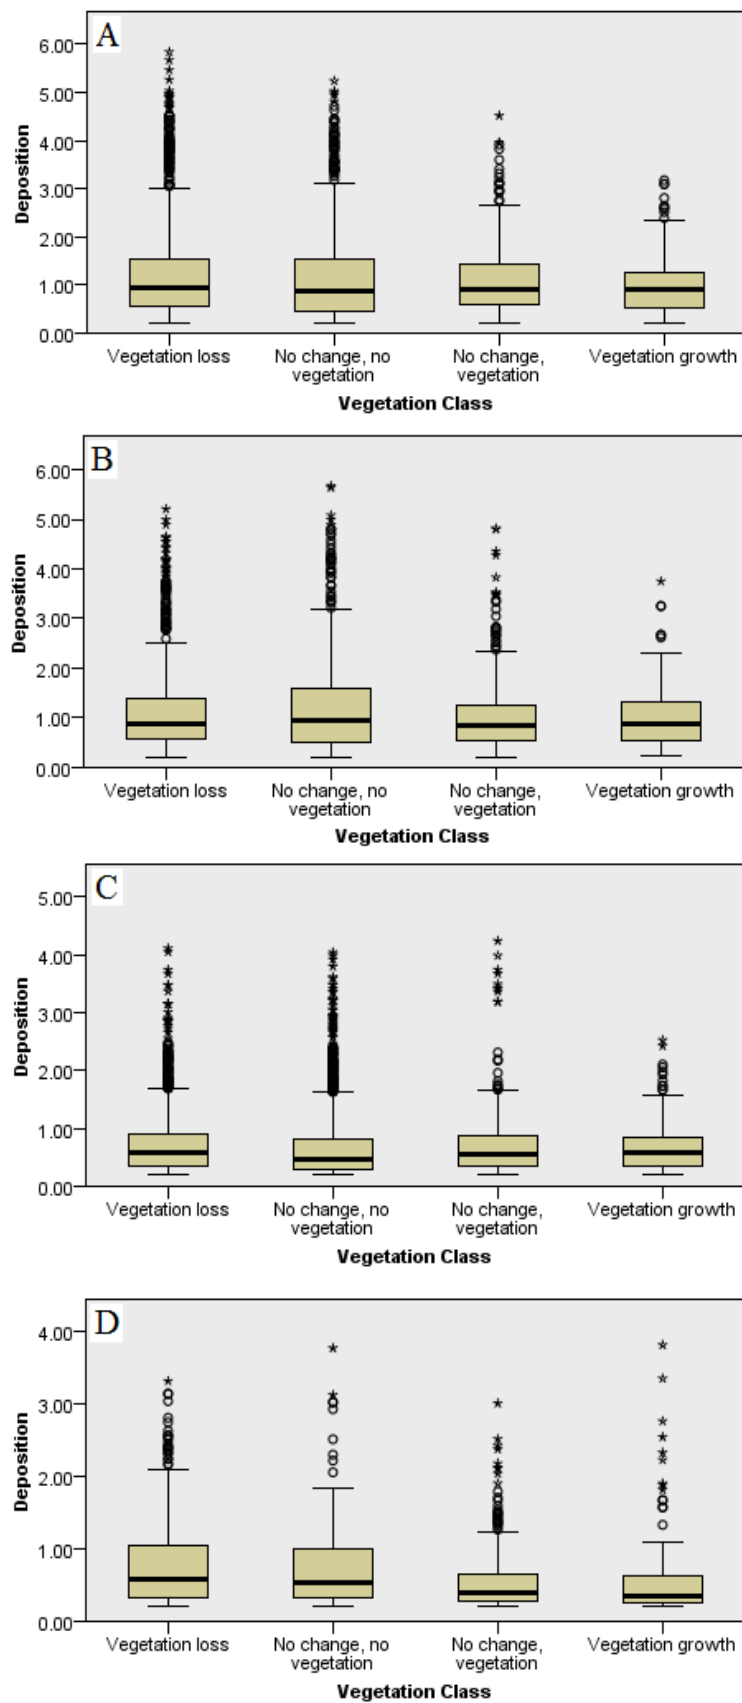 A
6.00
5.00
4.00
3.00
2.00
1.00
0.00
Deposition
Vegetation loss
No change, no
vegetation
No change,
vegetation
Vegetation growth
Vegetation Class
B
6.00
5.00
4.00
3.00
2.00
1.00
0.00
Deposition
Vegetation loss
No change, no
vegetation
No change,
vegetation
Vegetation growth
Vegetation Class
C
5.00
4.00
3.00
2.00
1.00
0.00
Deposition
Vegetation loss
No change, no
vegetation
No change,
vegetation
Vegetation growth
Vegetation Class
D
4.00
3.00
2.00
1.00
0.00
Deposition
Vegetation loss
No change, no
vegetation
No change,
vegetation
Vegetation growth
Vegetation Class